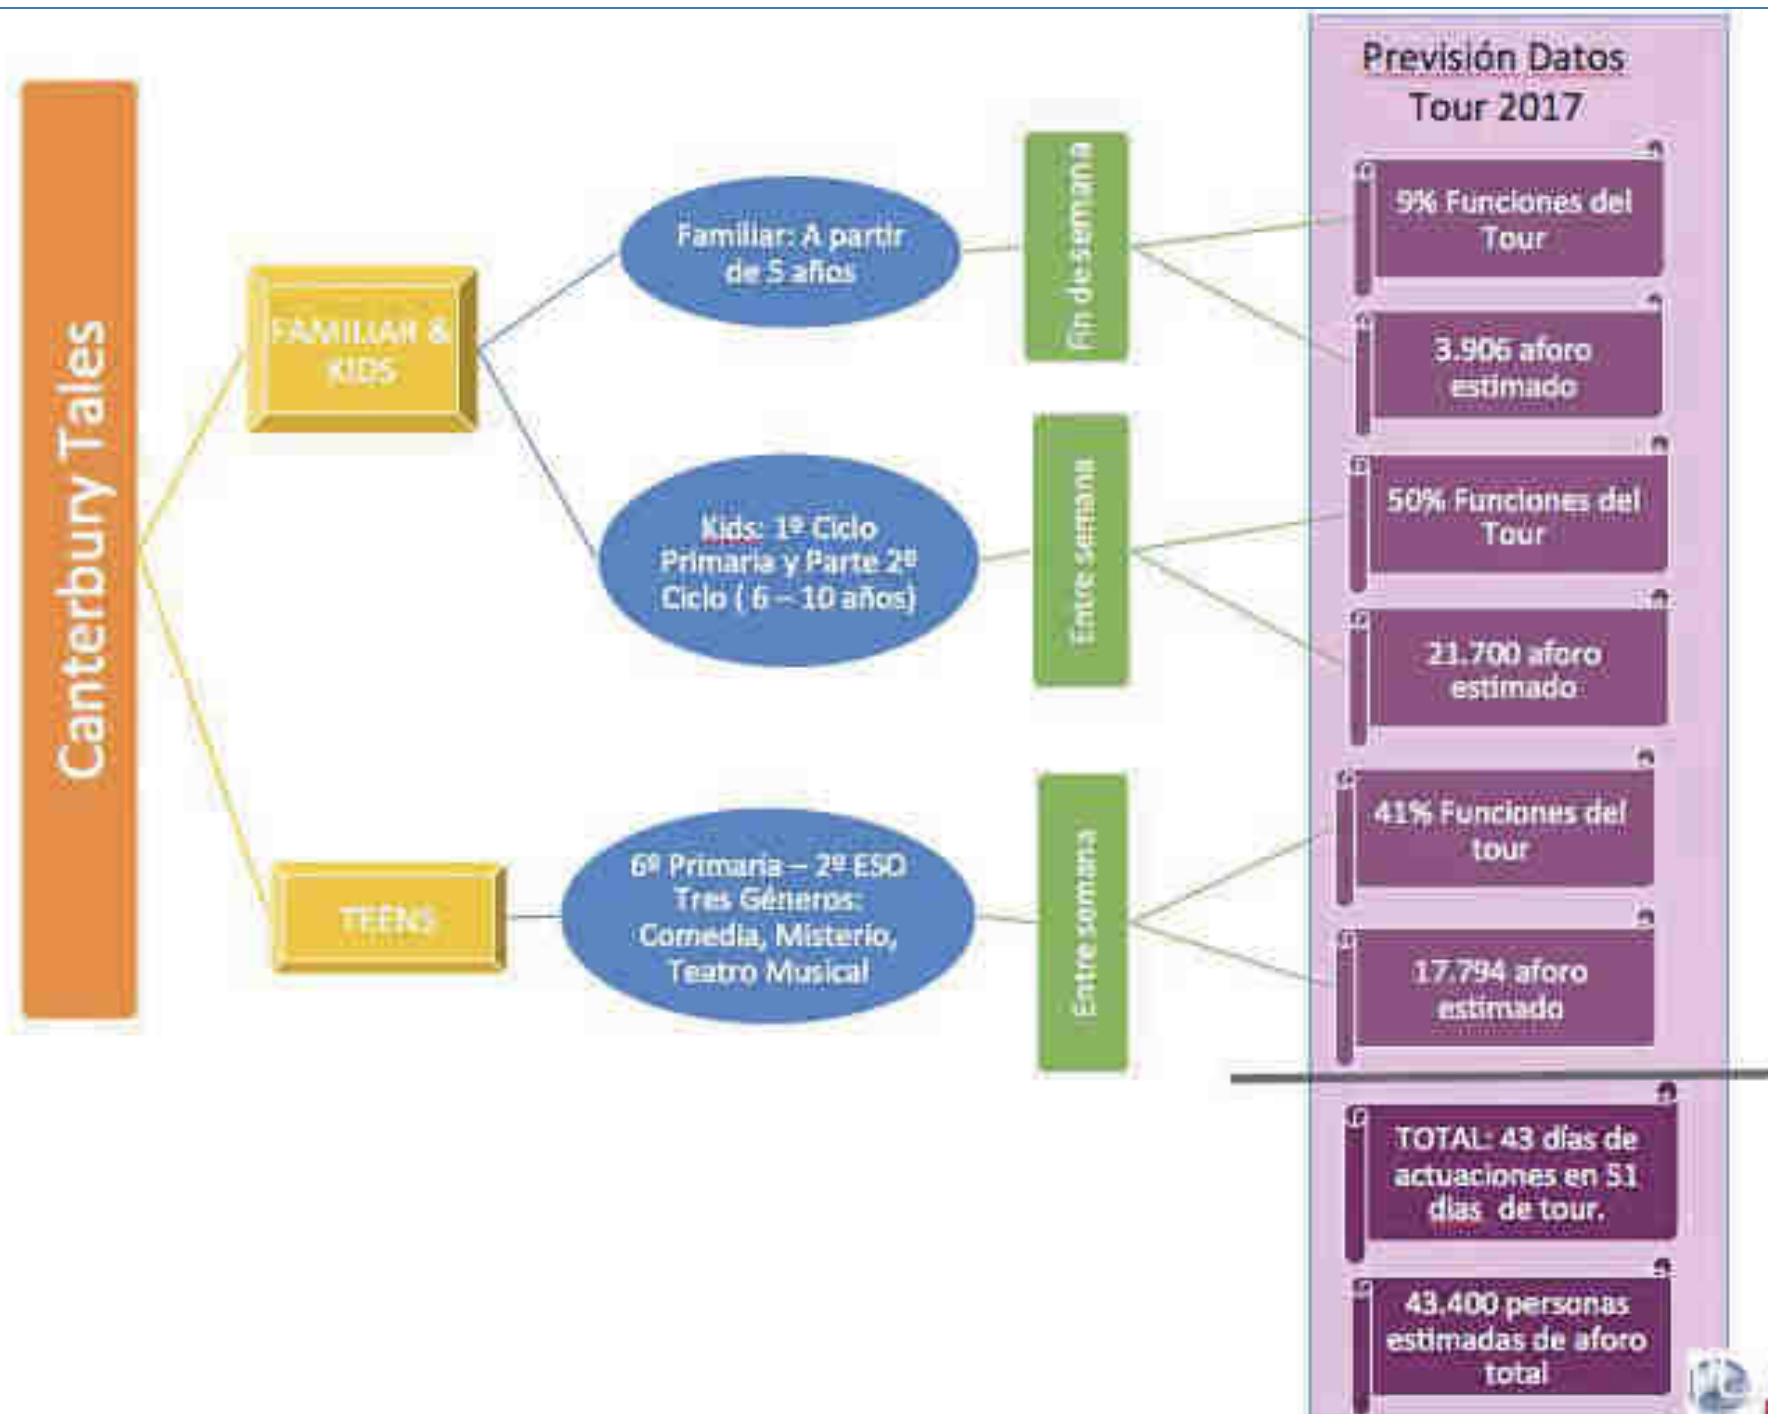 Previsión Datos
Tour 2017
Canterbury Tales
FAMILIAR &
KIDS
Familiar: A partir
de 5 años
Fin de semana
9% Funciones del
Tour
3.906 aforo
estimado
Kids: 1º Ciclo
Primaria y Parte 2º
Ciclo ( 6 – 10 años)
Entre semana
50% Funciones del
Tour
21.700 aforo
estimado
TEENS
6º Primaria – 2º ESO
Tres Géneros:
Comedia, Misterio,
Teatro Musical
Entre semana
41% Funciones del
tour
17.794 aforo
estimado
TOTAL: 43 días de
actuaciones en 51
dias de tour.
43.400 personas
estimadas de aforo
total